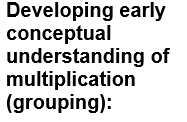 Developing early
conceptual
understanding of
multiplication
(grouping):